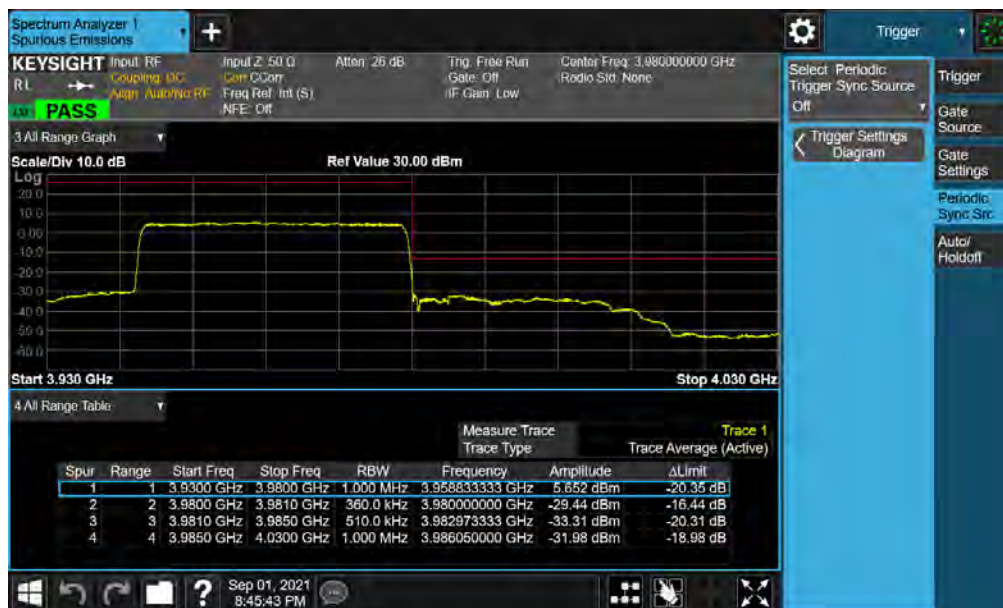 Spectrum Analyzer 1
Spurious Emissions
+
Trigger
KEYSIGHT Input: RF Input Z: 50 Ω Atten: 26 dB Trig: Free Run Center Freq: 3.980000000 GHz
RL Coupling: DC Corr CCorr Gate: Off Radio Std: None
Align: Auto/No RF Freq Ref: Int (S) IF Gain: Low
PASS NFE: Off
3 All Range Graph
Scale/Div 10.0 dB Ref Value 30.00 dBm
Log
20.0
10.0
0.00
-10.0
-20.0
-30.0
-40.0
-50.0
-60.0
Start 3.930 GHz Stop 4.030 GHz
4 All Range Table
Measure Trace Trace 1
Trace Type Trace Average (Active)
Spur Range Start Freq Stop Freq RBW Frequency Amplitude ΔLimit
1 1 3.9300 GHz 3.9800 GHz 1.000 MHz 3.958833333 GHz 5.652 dBm -20.35 dB
2 2 3.9800 GHz 3.9810 GHz 360.0 kHz 3.980000000 GHz -29.44 dBm -16.44 dB
3 3 3.9810 GHz 3.9850 GHz 510.0 kHz 3.982973333 GHz -33.31 dBm -20.31 dB
4 4 3.9850 GHz 4.0300 GHz 1.000 MHz 3.986050000 GHz -31.98 dBm -18.98 dB
?
Sep 01, 2021
8:45:43 PM
Select Periodic
Trigger Sync Source
Off
Trigger Settings
Diagram
Trigger
Gate
Source
Gate
Settings
Periodic
Sync Src
Auto/
Holdoff